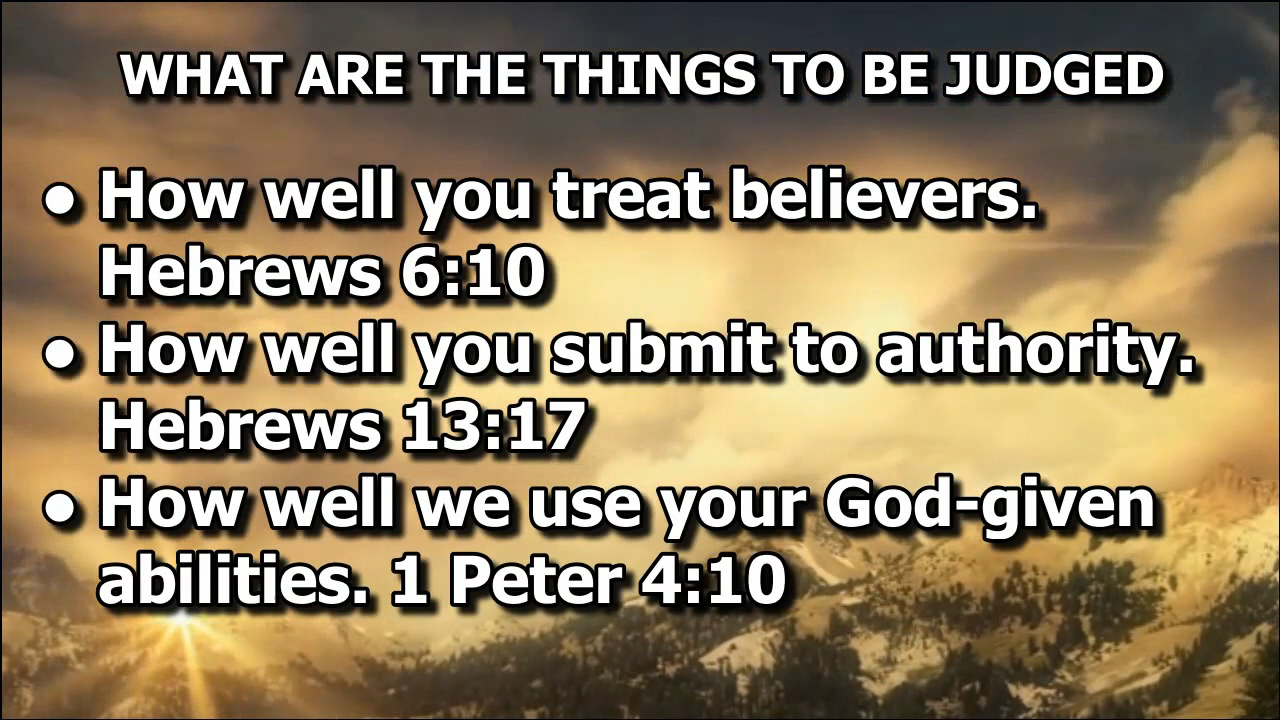 WHAT ARE THE THINGS TO BE JUDGED
● How well you treat believers.
Hebrews 6:10
● How well you submit to authority.
Hebrews 13:17
● How well we use your God-given
abilities. 1 Peter 4:10